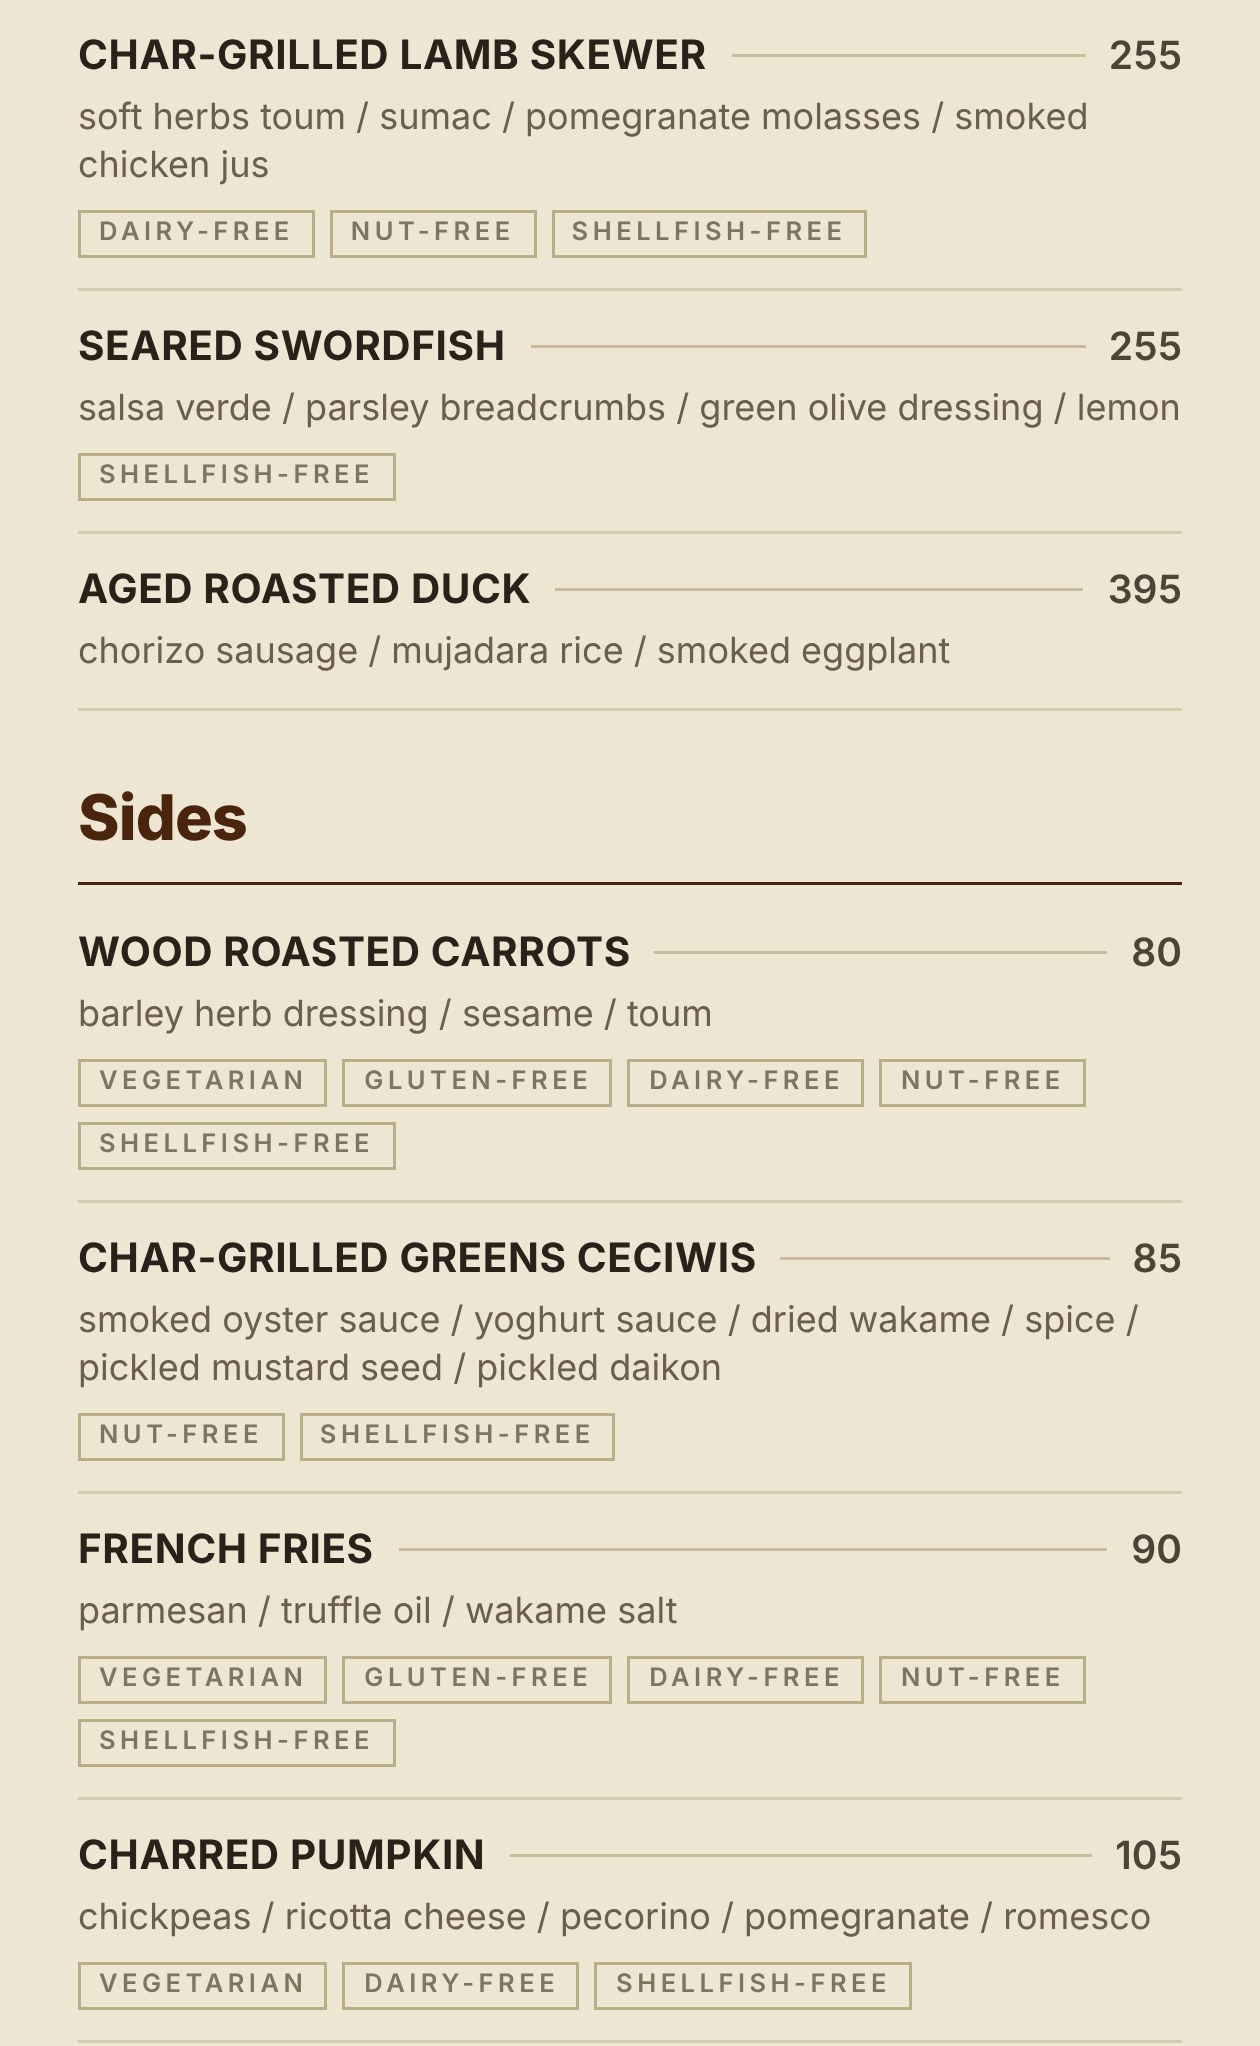 CHAR-GRILLED LAMB SKEWER 255
soft herbs toum / sumac / pomegranate molasses / smoked
chicken jus
DAIRY-FREE NUT-FREE SHELLFISH-FREE
SEARED SWORDFISH 255
salsa verde / parsley breadcrumbs / green olive dressing / lemon
SHELLFISH-FREE
AGED ROASTED DUCK 395
chorizo sausage / mujadara rice / smoked eggplant
Sides
WOOD ROASTED CARROTS 80
barley herb dressing / sesame / toum
VEGETARIAN GLUTEN-FREE DAIRY-FREE NUT-FREE
SHELLFISH-FREE
CHAR-GRILLED GREENS CECIWIS 85
smoked oyster sauce / yoghurt sauce / dried wakame / spice /
pickled mustard seed / pickled daikon
NUT-FREE SHELLFISH-FREE
FRENCH FRIES 90
parmesan / truffle oil / wakame salt
VEGETARIAN GLUTEN-FREE DAIRY-FREE NUT-FREE
SHELLFISH-FREE
CHARRED PUMPKIN 105
chickpeas / ricotta cheese / pecorino / pomegranate / romesco
VEGETARIAN DAIRY-FREE SHELLFISH-FREE